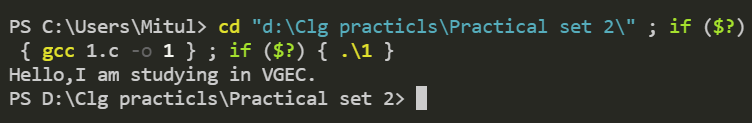 PS C:\Users\Mitul> cd "d:\Clg practicls\Practical set 2\" ; if ($?)
 { gcc 1.c -o 1 } ; if ($?) { .\1 }
Hello,I am studying in VGEC.
PS D:\Clg practicls\Practical set 2>